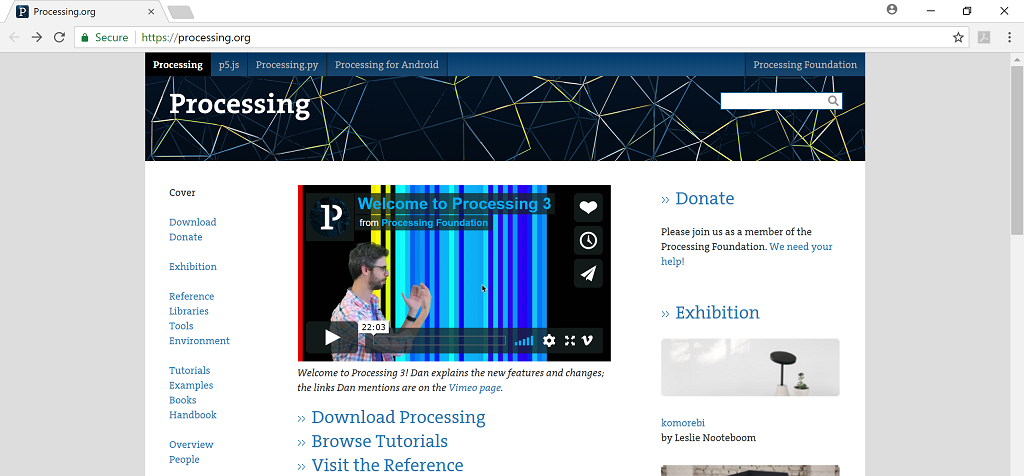 Processing.org
Secure
https://processing.org
Processing
p5.js
Processing.py
Processing for Android
Processing Foundation
Processing
Cover
Download
Donate
Exhibition
Reference
Libraries
Tools
Environment
Tutorials
Examples
Books
Handbook
Overview
People
Welcome to Processing 3
from Processing Foundation
22:03
Welcome to Processing 3! Dan explains the new features and changes;
the links Dan mentions are on the Vimeo page.
» Download Processing
» Browse Tutorials
» Visit the Reference
» Donate
Please join us as a member of the
Processing Foundation. We need your
help!
» Exhibition
komorebi
by Leslie Nooteboom